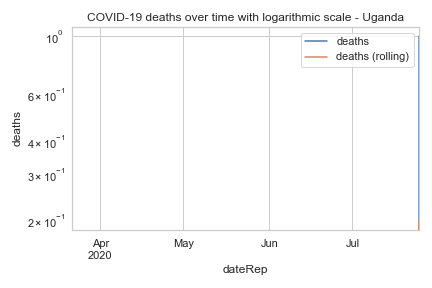 COVID-19 deaths over time with logarithmic scale - Uganda
10⁰
deaths
deaths (rolling)
6 × 10⁻¹
4 × 10⁻¹
3 × 10⁻¹
2 × 10⁻¹
deaths
Apr
2020
May
Jun
Jul
dateRep